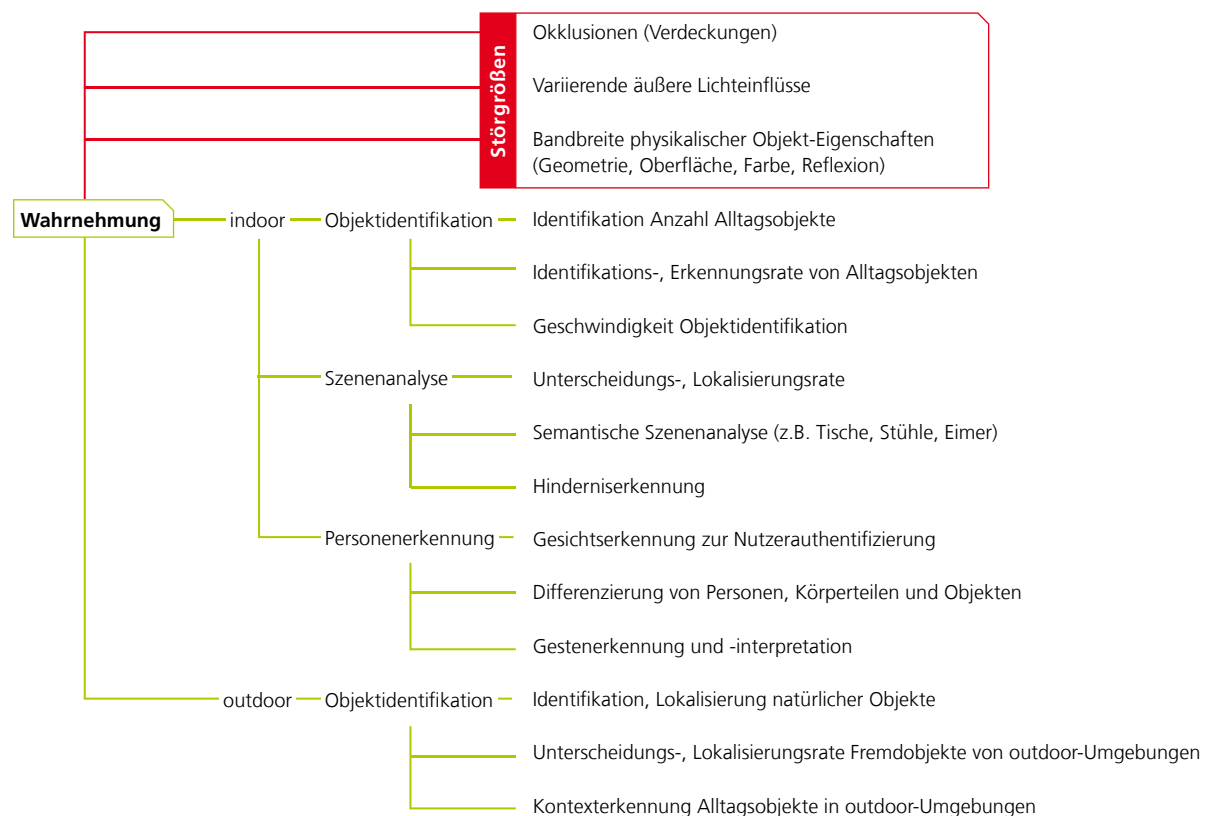 Störgrößen
Okklusionen (Verdeckungen)
Variierende äußere Lichteinflüsse
Bandbreite physikalischer Objekt-Eigenschaften
(Geometrie, Oberfläche, Farbe, Reflexion)
Wahrnehmung
indoor
Objektidentifikation
Identifikation Anzahl Alltagsobjekte
Identifikations-, Erkennungsrate von Alltagsobjekten
Geschwindigkeit Objektidentifikation
Szenenanalyse
Unterscheidungs-, Lokalisierungsrate
Semantische Szenenanalyse (z.B. Tische, Stühle, Eimer)
Hinderniserkennung
Personenerkennung
Gesichtserkennung zur Nutzerauthentifizierung
Differenzierung von Personen, Körperteilen und Objekten
Gestenerkennung und -interpretation
outdoor
Objektidentifikation
Identifikation, Lokalisierung natürlicher Objekte
Unterscheidungs-, Lokalisierungsrate Fremdobjekte von outdoor-Umgebungen
Kontexterkennung Alltagsobjekte in outdoor-Umgebungen